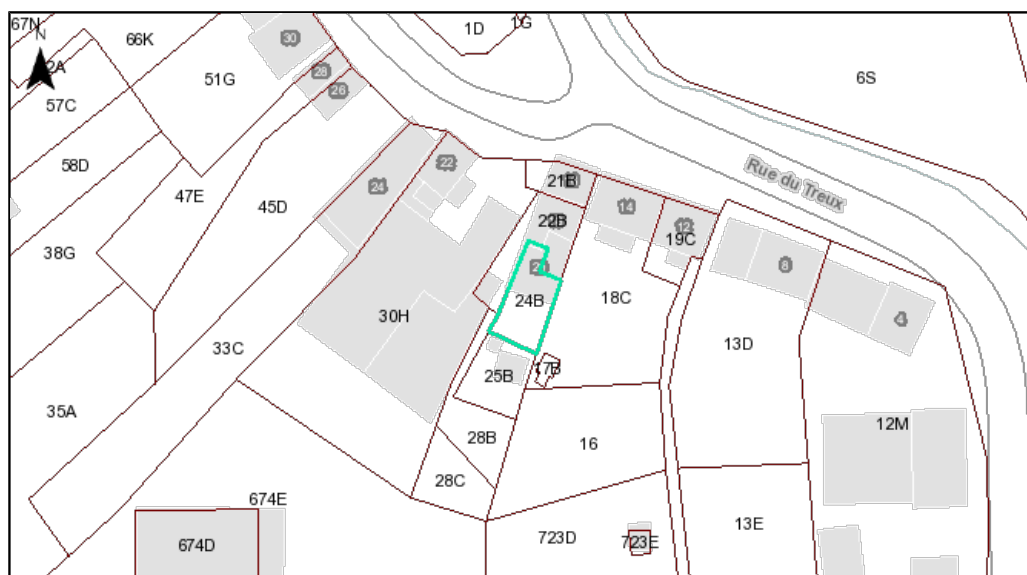 67N
N
66K
30
1D
1G
6S
2A
51G
28
26
57C
58D
22
24
Rue du Treux
47E
21B
45D
22B
14
12
19C
38G
8
24B
18C
30H
4
33C
13D
17B
25B
35A
12M
28B
16
28C
674E
13E
674D
723D
723E